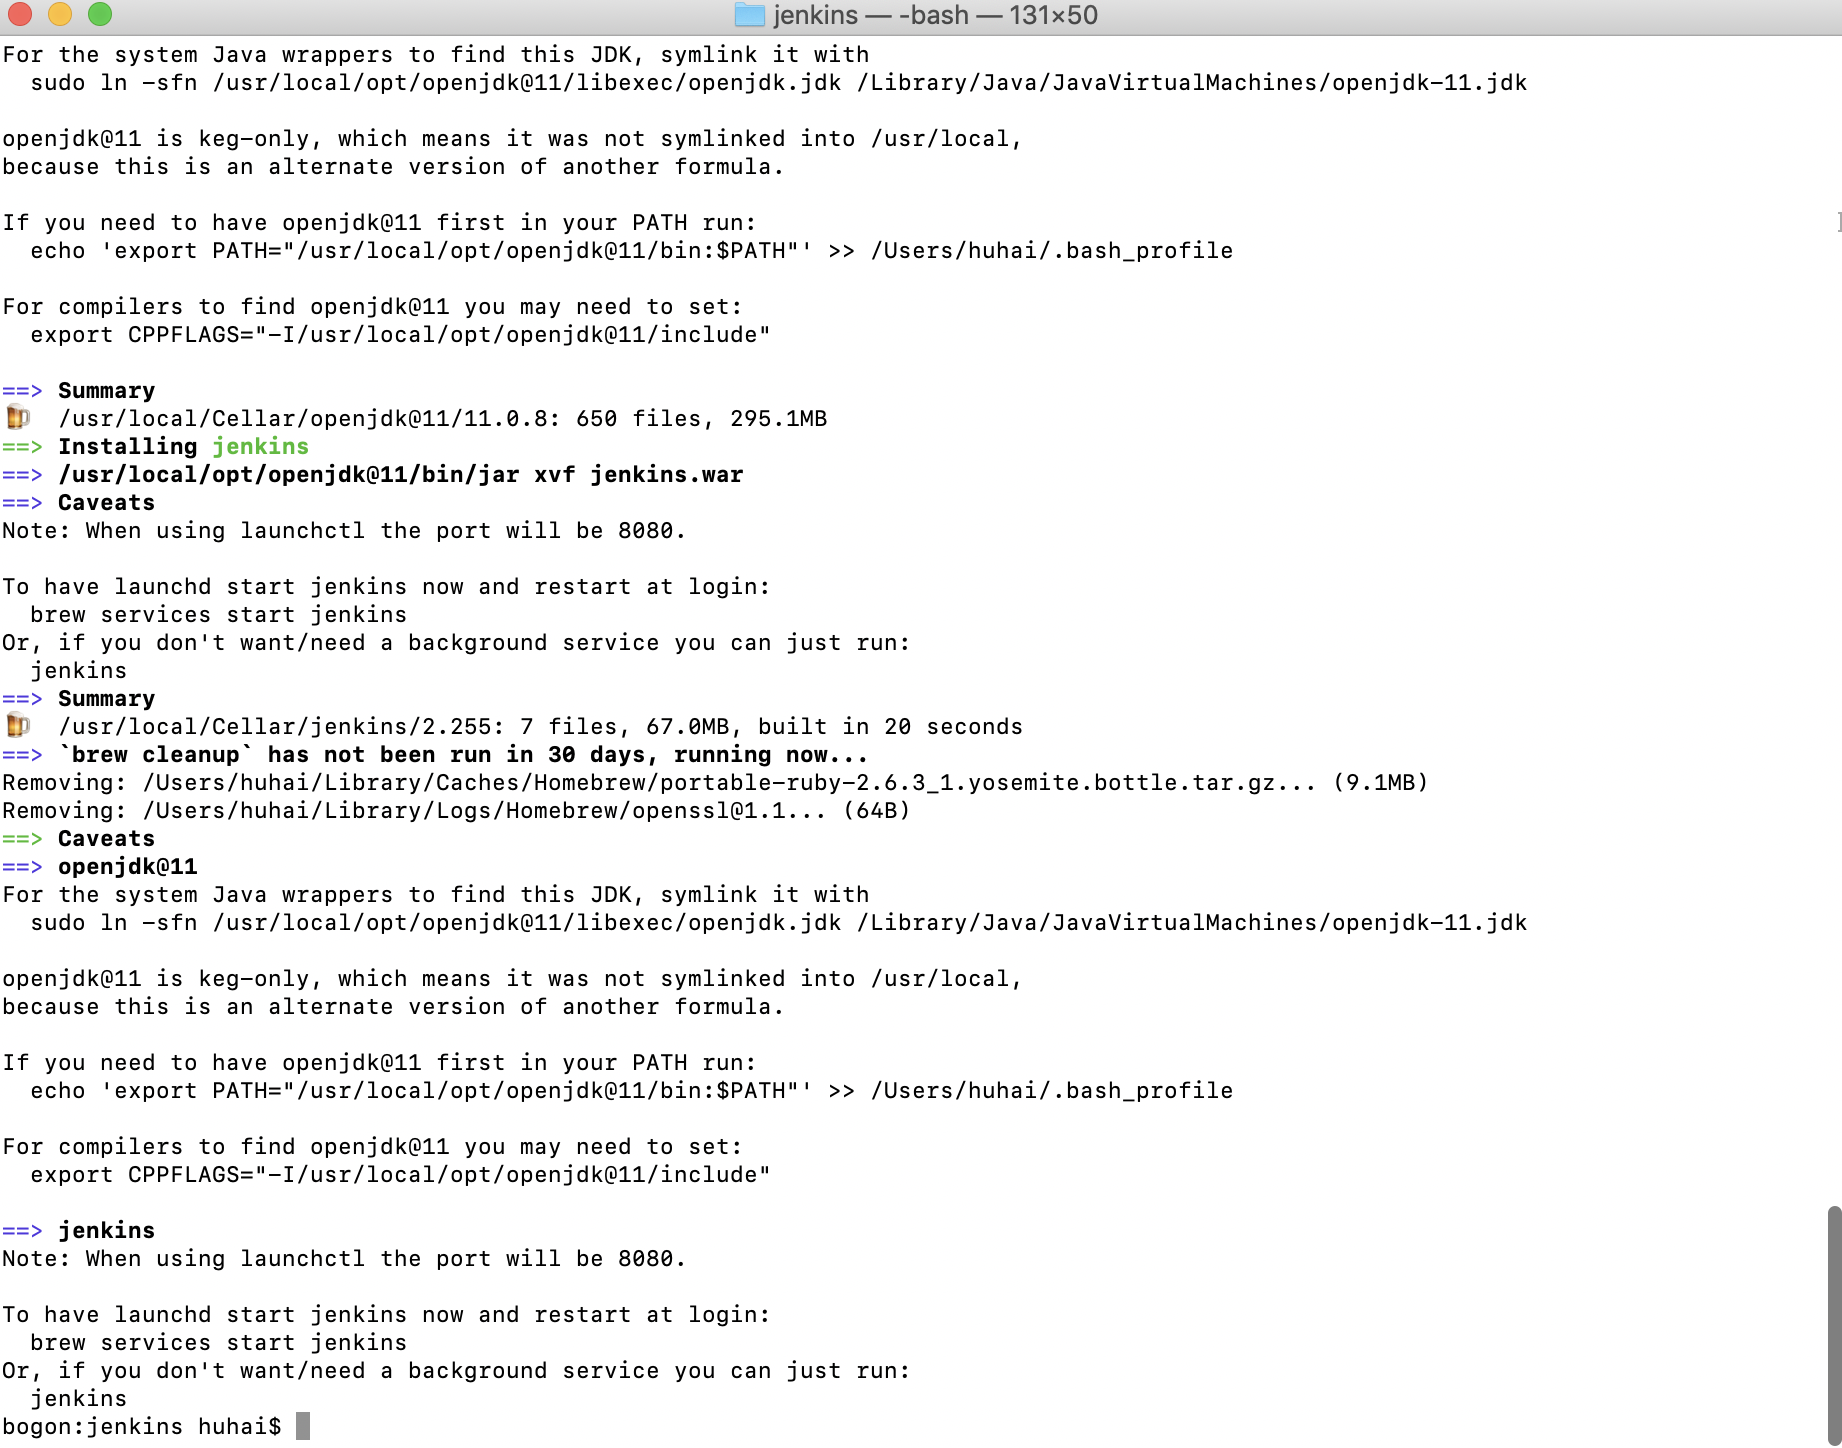 jenkins — -bash — 131×50
For the system Java wrappers to find this JDK, symlink it with
  sudo ln -sfn /usr/local/opt/openjdk@11/libexec/openjdk.jdk /Library/Java/JavaVirtualMachines/openjdk-11.jdk

openjdk@11 is keg-only, which means it was not symlinked into /usr/local,
because this is an alternate version of another formula.

If you need to have openjdk@11 first in your PATH run:
  echo 'export PATH="/usr/local/opt/openjdk@11/bin:$PATH"' >> /Users/huhai/.bash_profile

For compilers to find openjdk@11 you may need to set:
  export CPPFLAGS="-I/usr/local/opt/openjdk@11/include"

==> Summary
🍺  /usr/local/Cellar/openjdk@11/11.0.8: 650 files, 295.1MB
==> Installing jenkins
==> /usr/local/opt/openjdk@11/bin/jar xvf jenkins.war
==> Caveats
Note: When using launchctl the port will be 8080.

To have launchd start jenkins now and restart at login:
  brew services start jenkins
Or, if you don't want/need a background service you can just run:
  jenkins
==> Summary
🍺  /usr/local/Cellar/jenkins/2.255: 7 files, 67.0MB, built in 20 seconds
==> `brew cleanup` has not been run in 30 days, running now...
Removing: /Users/huhai/Library/Caches/Homebrew/portable-ruby-2.6.3_1.yosemite.bottle.tar.gz... (9.1MB)
Removing: /Users/huhai/Library/Logs/Homebrew/openssl@1.1... (64B)
==> Caveats
==> openjdk@11
For the system Java wrappers to find this JDK, symlink it with
  sudo ln -sfn /usr/local/opt/openjdk@11/libexec/openjdk.jdk /Library/Java/JavaVirtualMachines/openjdk-11.jdk

openjdk@11 is keg-only, which means it was not symlinked into /usr/local,
because this is an alternate version of another formula.

If you need to have openjdk@11 first in your PATH run:
  echo 'export PATH="/usr/local/opt/openjdk@11/bin:$PATH"' >> /Users/huhai/.bash_profile

For compilers to find openjdk@11 you may need to set:
  export CPPFLAGS="-I/usr/local/opt/openjdk@11/include"

==> jenkins
Note: When using launchctl the port will be 8080.

To have launchd start jenkins now and restart at login:
  brew services start jenkins
Or, if you don't want/need a background service you can just run:
  jenkins
bogon:jenkins huhai$